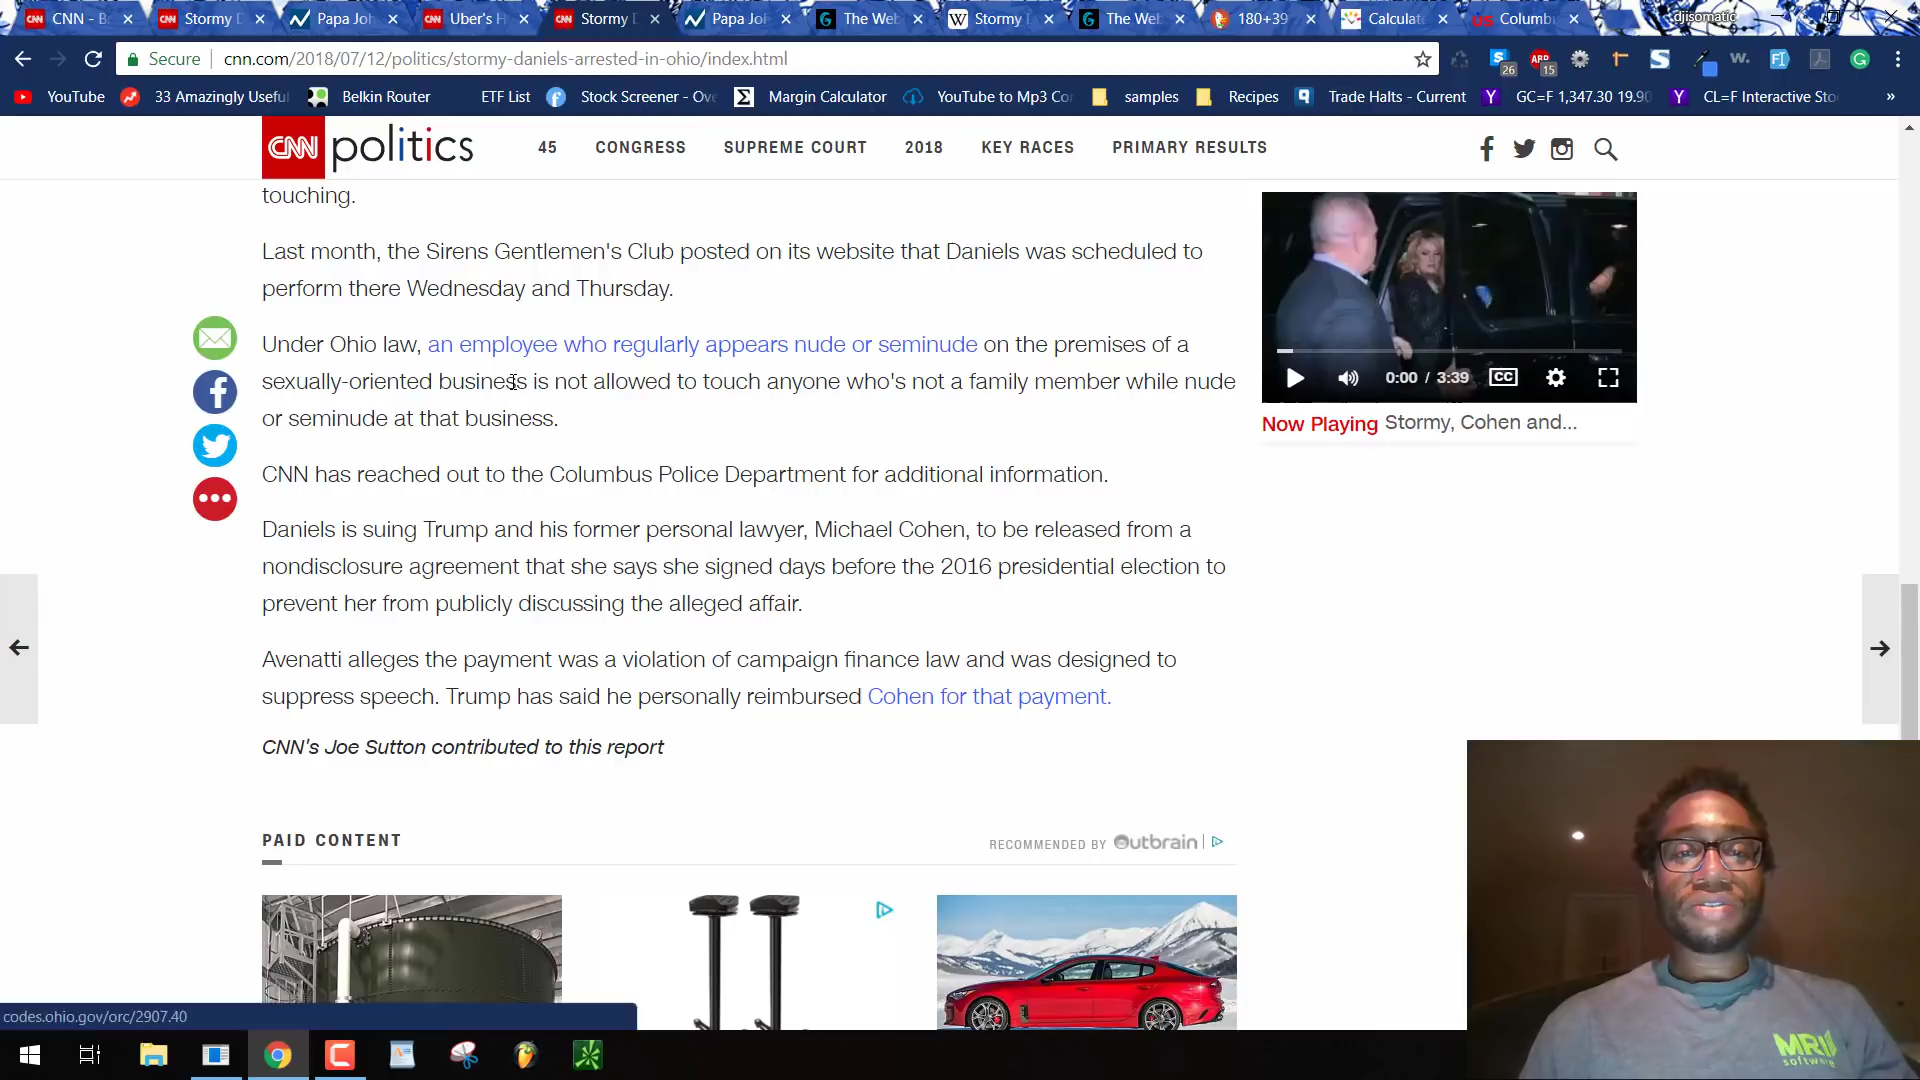 CNN - B
Stormy D
Papa Joh
Uber's H
Stormy D
Papa Joh
The Web
Stormy D
The Web
180+39
Calculate
US
Columbu
djisomatic
Secure
cnn.com/2018/07/12/politics/stormy-daniels-arrested-in-ohio/index.html
26
ABP
15
YouTube
33 Amazingly Useful
Belkin Router
ETF List
Stock Screener - Ove
Margin Calculator
YouTube to Mp3 Co
samples
Recipes
Trade Halts - Current
GC=F 1,347.30 19.90
CL=F Interactive Sto
»
CNN politics
45
CONGRESS
SUPREME COURT
2018
KEY RACES
PRIMARY RESULTS
touching.
Last month, the Sirens Gentlemen's Club posted on its website that Daniels was scheduled to
perform there Wednesday and Thursday.
Under Ohio law, an employee who regularly appears nude or seminude on the premises of a
sexually-oriented business is not allowed to touch anyone who's not a family member while nude
or seminude at that business.
CNN has reached out to the Columbus Police Department for additional information.
Daniels is suing Trump and his former personal lawyer, Michael Cohen, to be released from a
nondisclosure agreement that she says she signed days before the 2016 presidential election to
prevent her from publicly discussing the alleged affair.
Avenatti alleges the payment was a violation of campaign finance law and was designed to
suppress speech. Trump has said he personally reimbursed Cohen for that payment.
CNN's Joe Sutton contributed to this report
0:00 / 3:39
CC
Now Playing Stormy, Cohen and...
PAID CONTENT
RECOMMENDED BY Outbrain
codes.ohio.gov/orc/2907.40
MRI
software